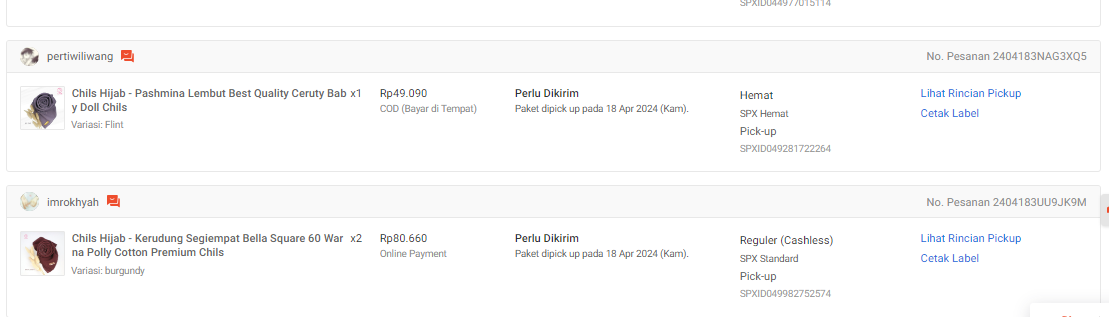 SPXID044977015114
pertiwiliwang
No. Pesanan 2404183NAG3XQ5
Chils Hijab - Pashmina Lembut Best Quality Ceruty Bab x1
y Doll Chils
Variasi: Flint
Rp49.090
COD (Bayar di Tempat)
Perlu Dikirim
Paket dipick up pada 18 Apr 2024 (Kam).
Hemat
SPX Hemat
Pick-up
SPXID049281722264
Lihat Rincian Pickup
Cetak Label
imrokhyah
No. Pesanan 2404183UU9JK9M
Chils Hijab - Kerudung Segiempat Bella Square 60 War x2
na Polly Cotton Premium Chils
Variasi: burgundy
Rp80.660
Online Payment
Perlu Dikirim
Paket dipick up pada 18 Apr 2024 (Kam).
Reguler (Cashless)
SPX Standard
Pick-up
SPXID049982752574
Lihat Rincian Pickup
Cetak Label